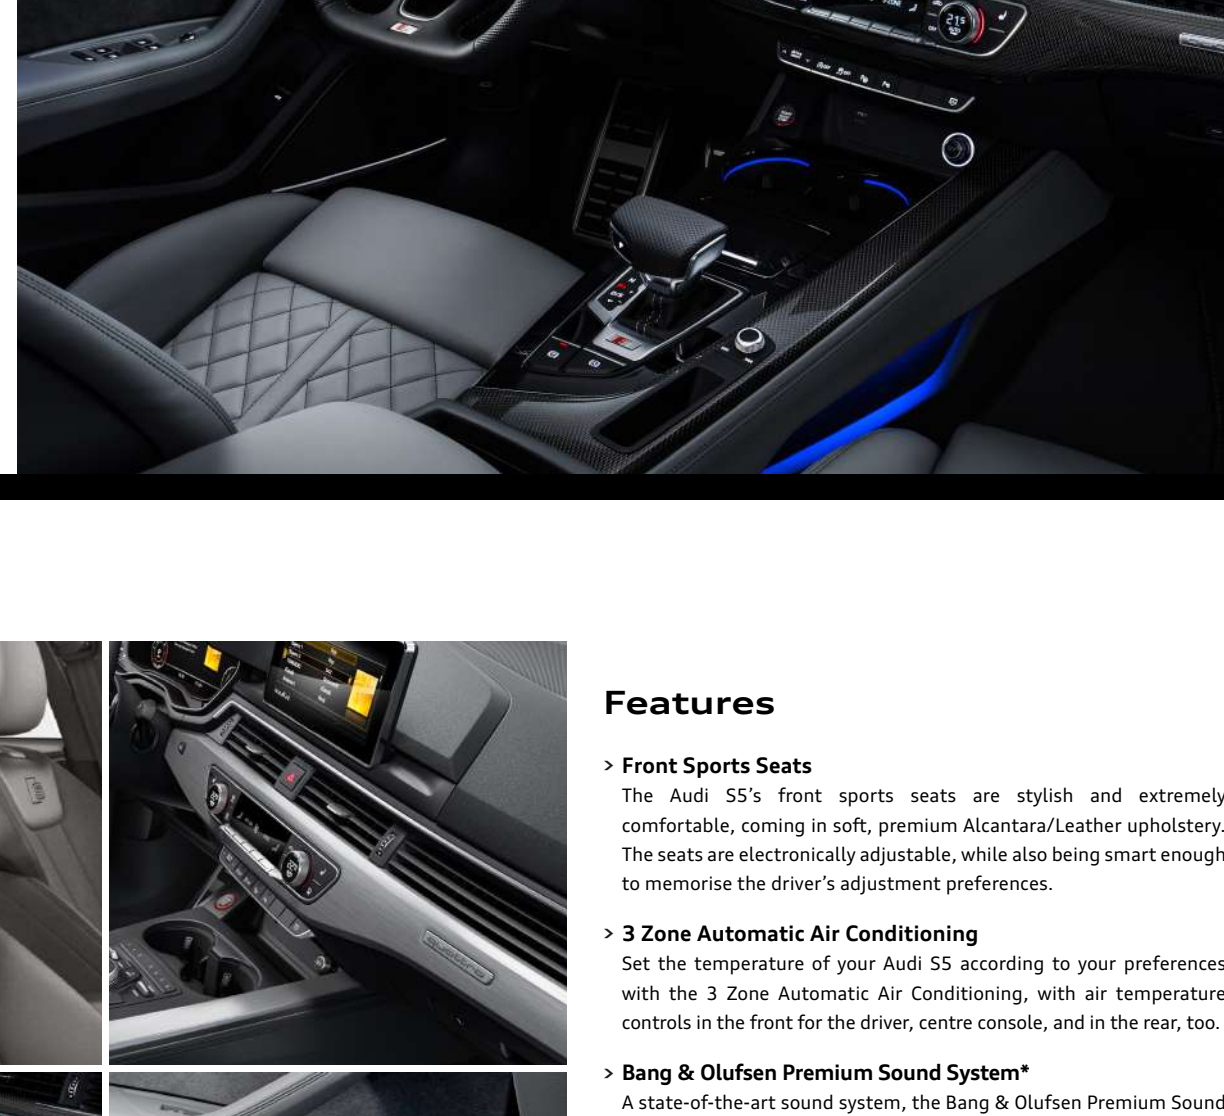 21.5
quattro
Features
› Front Sports Seats
The Audi S5’s front sports seats are stylish and extremely
comfortable, coming in soft, premium Alcantara/Leather upholstery.
The seats are electronically adjustable, while also being smart enough
to memorise the driver’s adjustment preferences.
› 3 Zone Automatic Air Conditioning
Set the temperature of your Audi S5 according to your preferences
with the 3 Zone Automatic Air Conditioning, with air temperature
controls in the front for the driver, centre console, and in the rear, too.
› Bang & Olufsen Premium Sound System*
A state-of-the-art sound system, the Bang & Olufsen Premium Sound